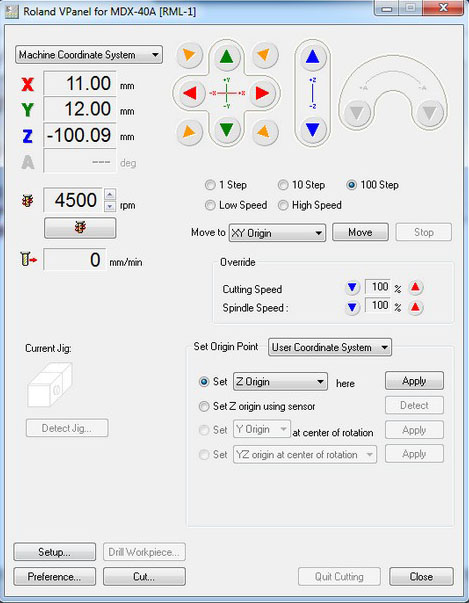 Roland VPanel for MDX-40A [RML-1]
Machine Coordinate System
X 11.00 mm
Y 12.00 mm
Z -100.09 mm
A --- deg
+Y
-X +X
-Y
+Z
-Z
-A +A
4500 rpm
0 mm/min
1 Step 10 Step 100 Step
Low Speed High Speed
Move to XY Origin Move Stop
Override
Cutting Speed 100 %
Spindle Speed : 100 %
Current Jig:
Detect Jig...
Set Origin Point User Coordinate System
Set Z Origin here Apply
Set Z origin using sensor Detect
Set Y Origin at center of rotation Apply
Set YZ origin at center of rotation Apply
Setup... Drill Workpiece...
Preference... Cut... Quit Cutting Close